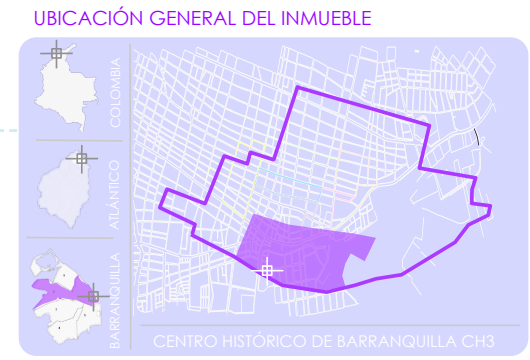 UBICACIÓN GENERAL DEL INMUEBLE
COLOMBIA
ATLÁNTICO
BARRANQUILLA
CENTRO HISTÓRICO DE BARRANQUILLA CH3